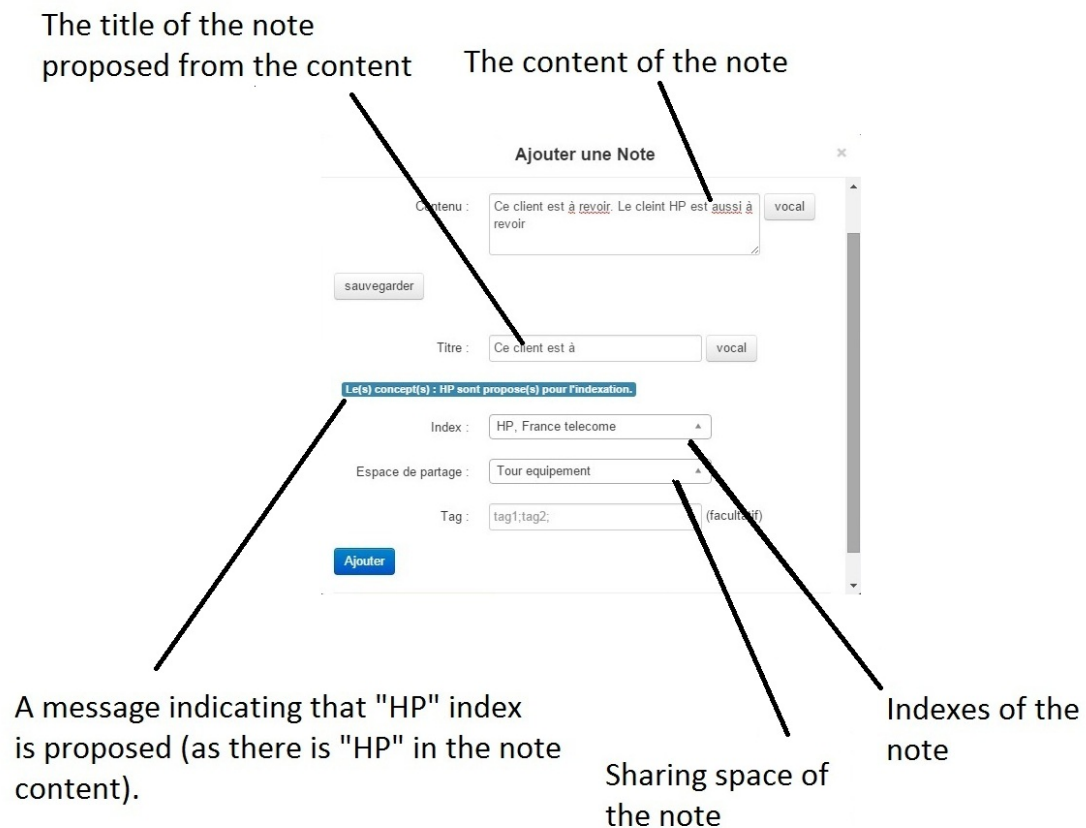 The title of the note
proposed from the content
The content of the note
Ajouter une Note
×
Contenu :
Ce client est à revoir. Le cleint HP est aussi à
revoir
vocal
sauvegarder
Titre :
Ce client est à
vocal
Le(s) concept(s) : HP sont propose(s) pour l'indexation.
Index :
HP, France telecome
Espace de partage :
Tour equipement
Tag :
tag1;tag2;
(facultatif)
Ajouter
A message indicating that "HP" index
is proposed (as there is "HP" in the note
content).
Sharing space of
the note
Indexes of the
note